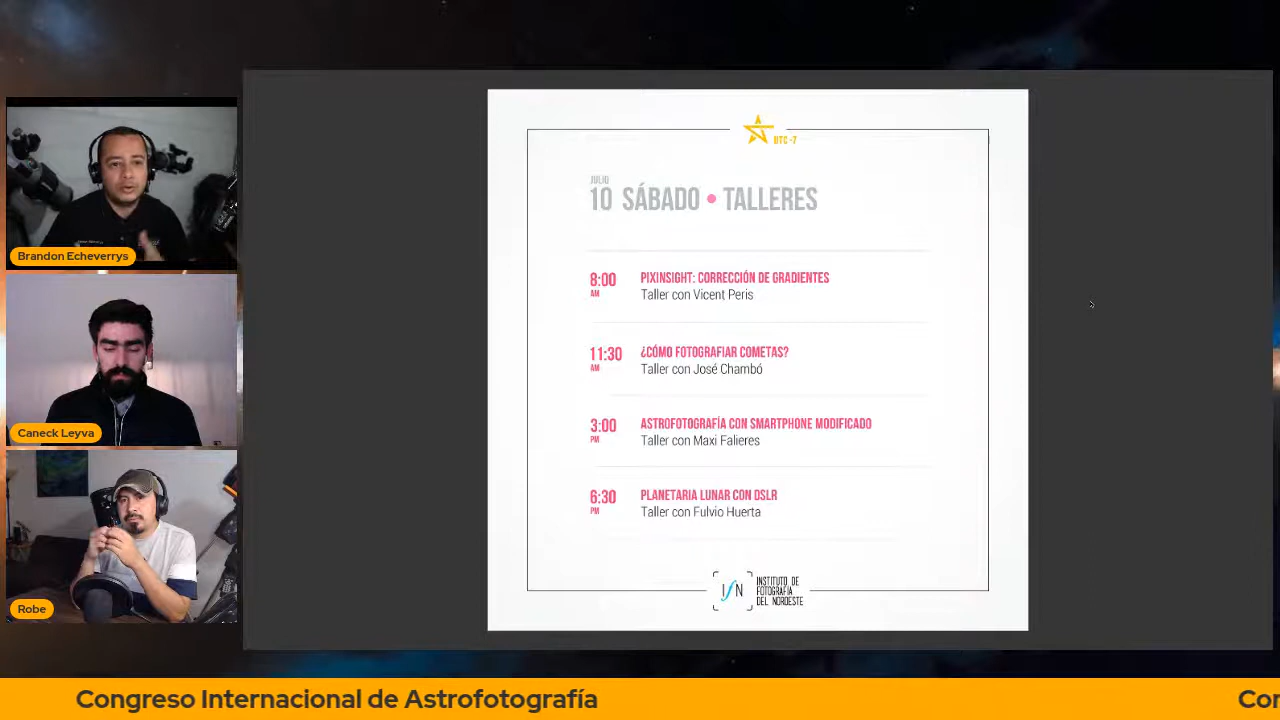 Brandon Echeverrys
Caneck Leyva
Robe
UTC -7
JULIO
10 SÁBADO • TALLERES
8:00 AM
PIXINSIGHT: CORRECCIÓN DE GRADIENTES
Taller con Vicent Peris
11:30 AM
¿CÓMO FOTOGRAFIAR COMETAS?
Taller con José Chambó
3:00 PM
ASTROFOTOGRAFÍA CON SMARTPHONE MODIFICADO
Taller con Maxi Falieres
6:30 PM
PLANETARIA LUNAR CON DSLR
Taller con Fulvio Huerta
IfN
INSTITUTO DE
FOTOGRAFÍA
DEL NOROESTE
Congreso Internacional de Astrofotografía
Cor